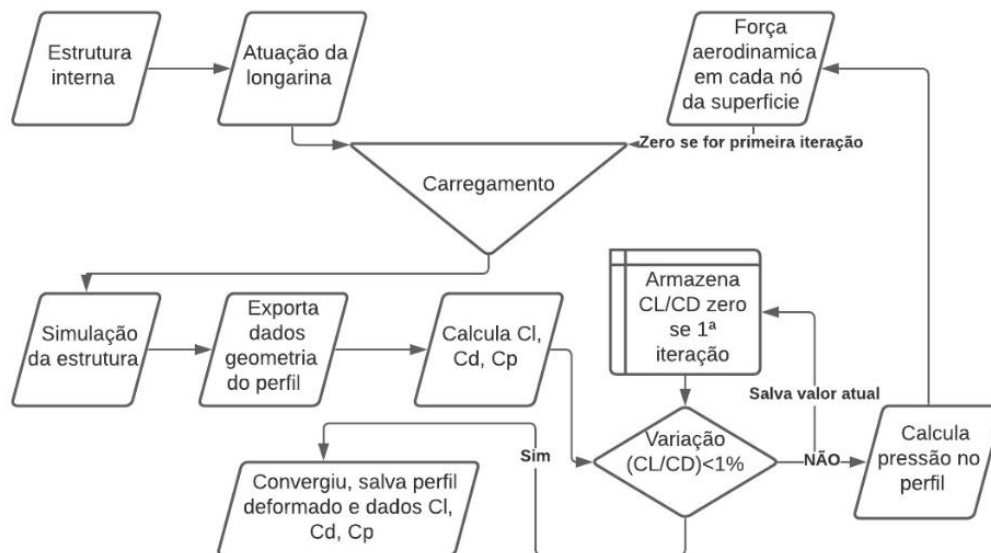 Estrutura
interna
Atuação da
longarina
Força
aerodinamica
em cada nó
da superficie
Zero se for primeira iteração
Carregamento
Simulação
da estrutura
Exporta
dados
geometria
do perfil
Calcula Cl,
Cd, Cp
Armazena
CL/CD zero
se 1ª
iteração
Salva valor atual
Variação
(CL/CD)<1%
Sim
NÃO
Calcula
pressão no
perfil
Convergiu, salva perfil
deformado e dados Cl,
Cd, Cp